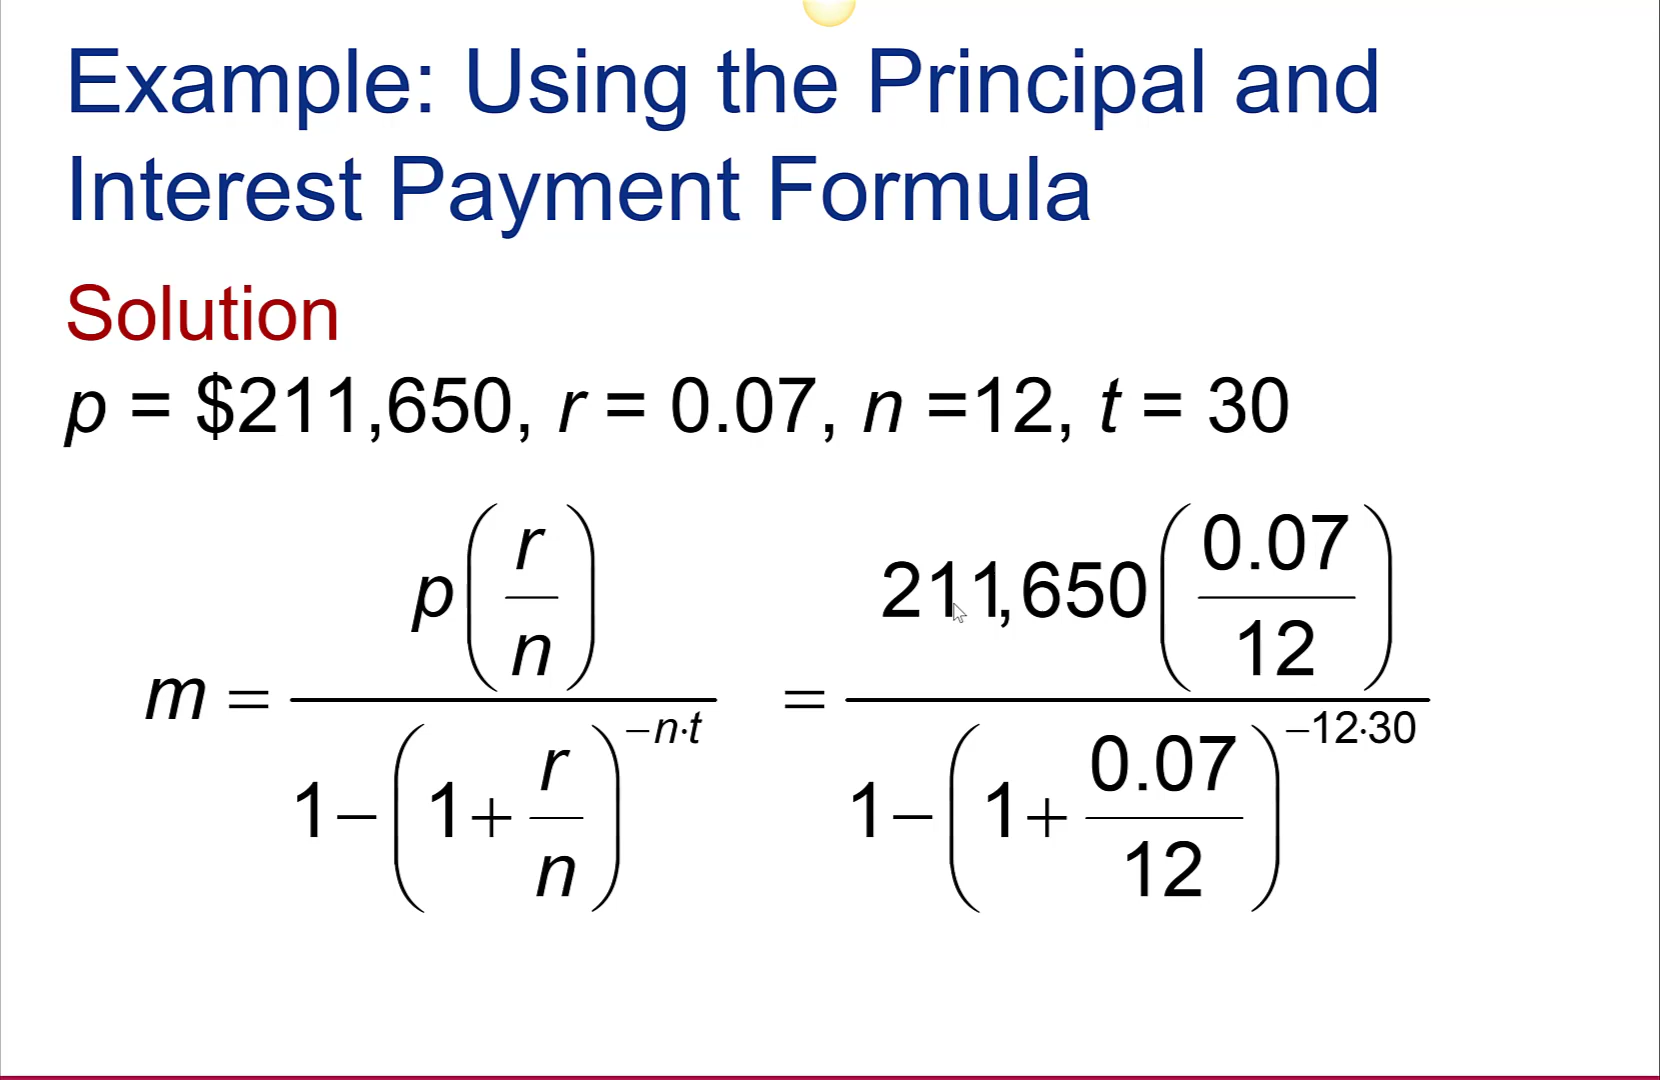 Example: Using the Principal and
Interest Payment Formula
Solution
p = $211,650, r = 0.07, n =12, t = 30
m = p(r/n) / 1−(1+r/n)^−n·t = 211,650(0.07/12) / 1−(1+0.07/12)^−12·30